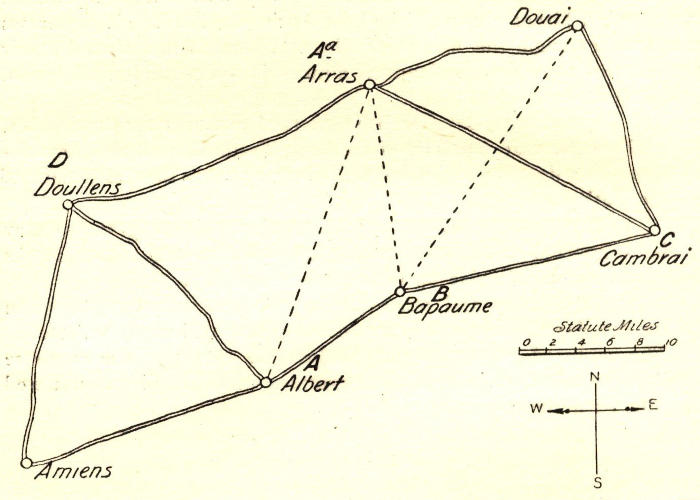 Douai
Aª
Arras
D
Doullens
C
Cambrai
B
Bapaume
Statute Miles
0 2 4 6 8 10
A
Albert
N
W E
S
Amiens